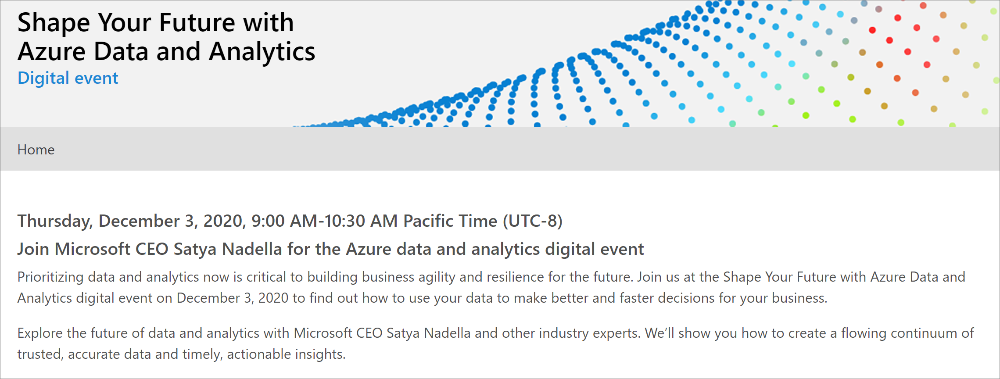 Shape Your Future with
Azure Data and Analytics
Digital event
Home
Thursday, December 3, 2020, 9:00 AM-10:30 AM Pacific Time (UTC-8)
Join Microsoft CEO Satya Nadella for the Azure data and analytics digital event
Prioritizing data and analytics now is critical to building business agility and resilience for the future. Join us at the Shape Your Future with Azure Data and
Analytics digital event on December 3, 2020 to find out how to use your data to make better and faster decisions for your business.
Explore the future of data and analytics with Microsoft CEO Satya Nadella and other industry experts. We’ll show you how to create a flowing continuum of
trusted, accurate data and timely, actionable insights.